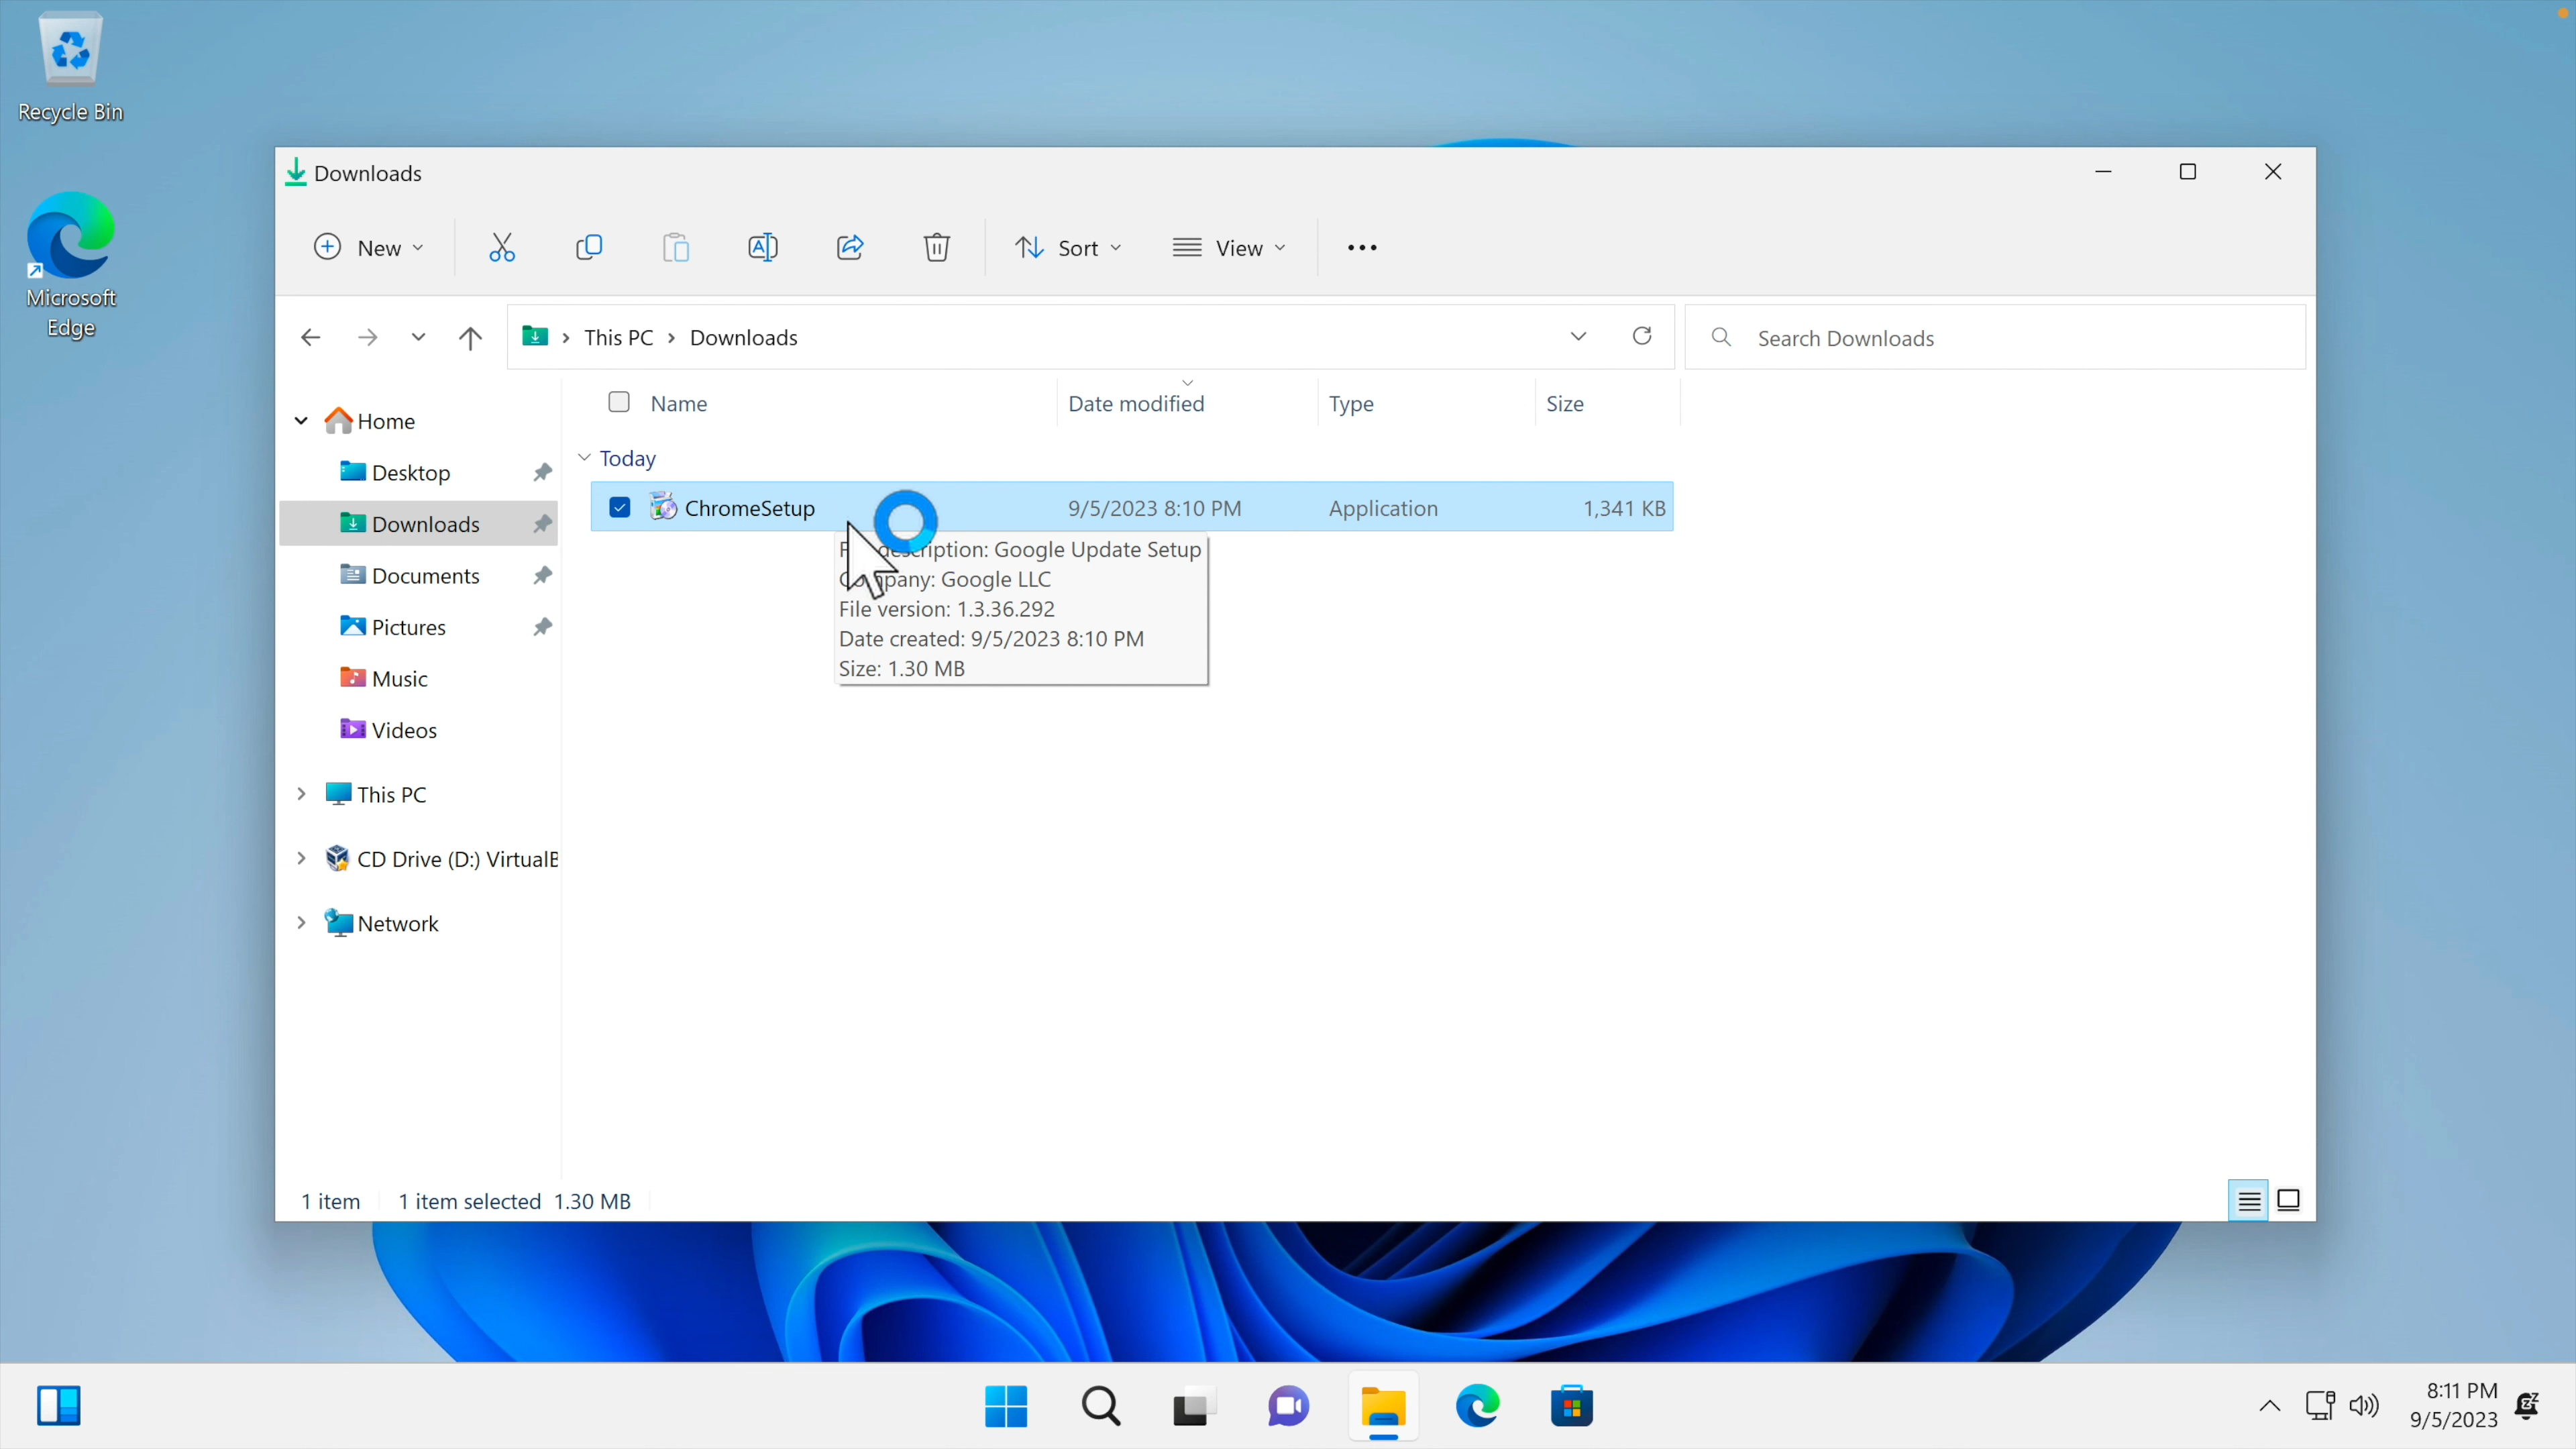 Recycle Bin
Microsoft
Edge
Downloads
New
Sort
View
This PC
Downloads
Search Downloads
Name
Date modified
Type
Size
Home
Desktop
Downloads
Documents
Pictures
Music
Videos
This PC
CD Drive (D:) VirtualB
Network
Today
ChromeSetup 9/5/2023 8:10 PM Application 1,341 KB
description: Google Update Setup
Company: Google LLC
File version: 1.3.36.292
Date created: 9/5/2023 8:10 PM
Size: 1.30 MB
1 item
1 item selected 1.30 MB
8:11 PM
9/5/2023